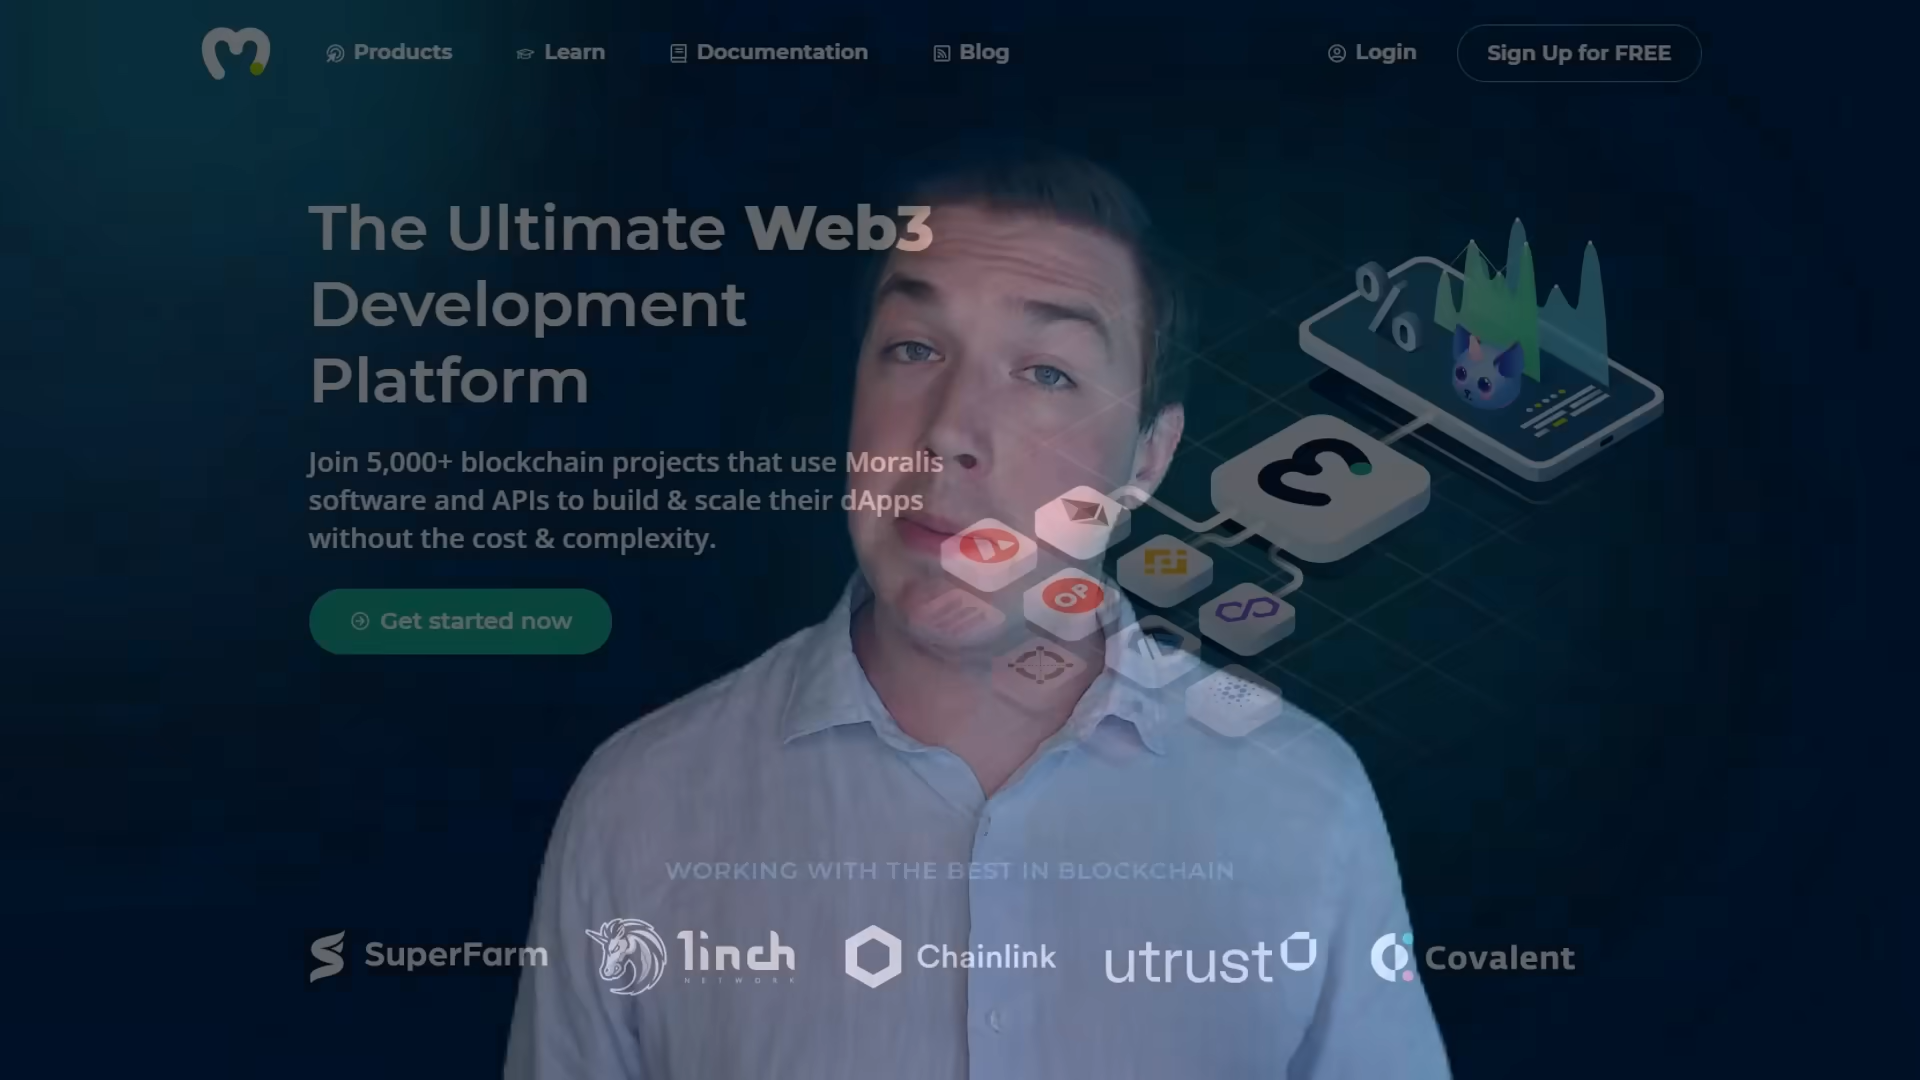 Products
Learn
Documentation
Blog
Login
Sign Up for FREE
The Ultimate Web3
Development
Platform
Join 5,000+ blockchain projects that use Moralis
software and APIs to build & scale their dApps
without the cost & complexity.
Get started now
OP
WORKING WITH THE BEST IN BLOCKCHAIN
SuperFarm
1inch
NETWORK
Chainlink
utrust
Covalent